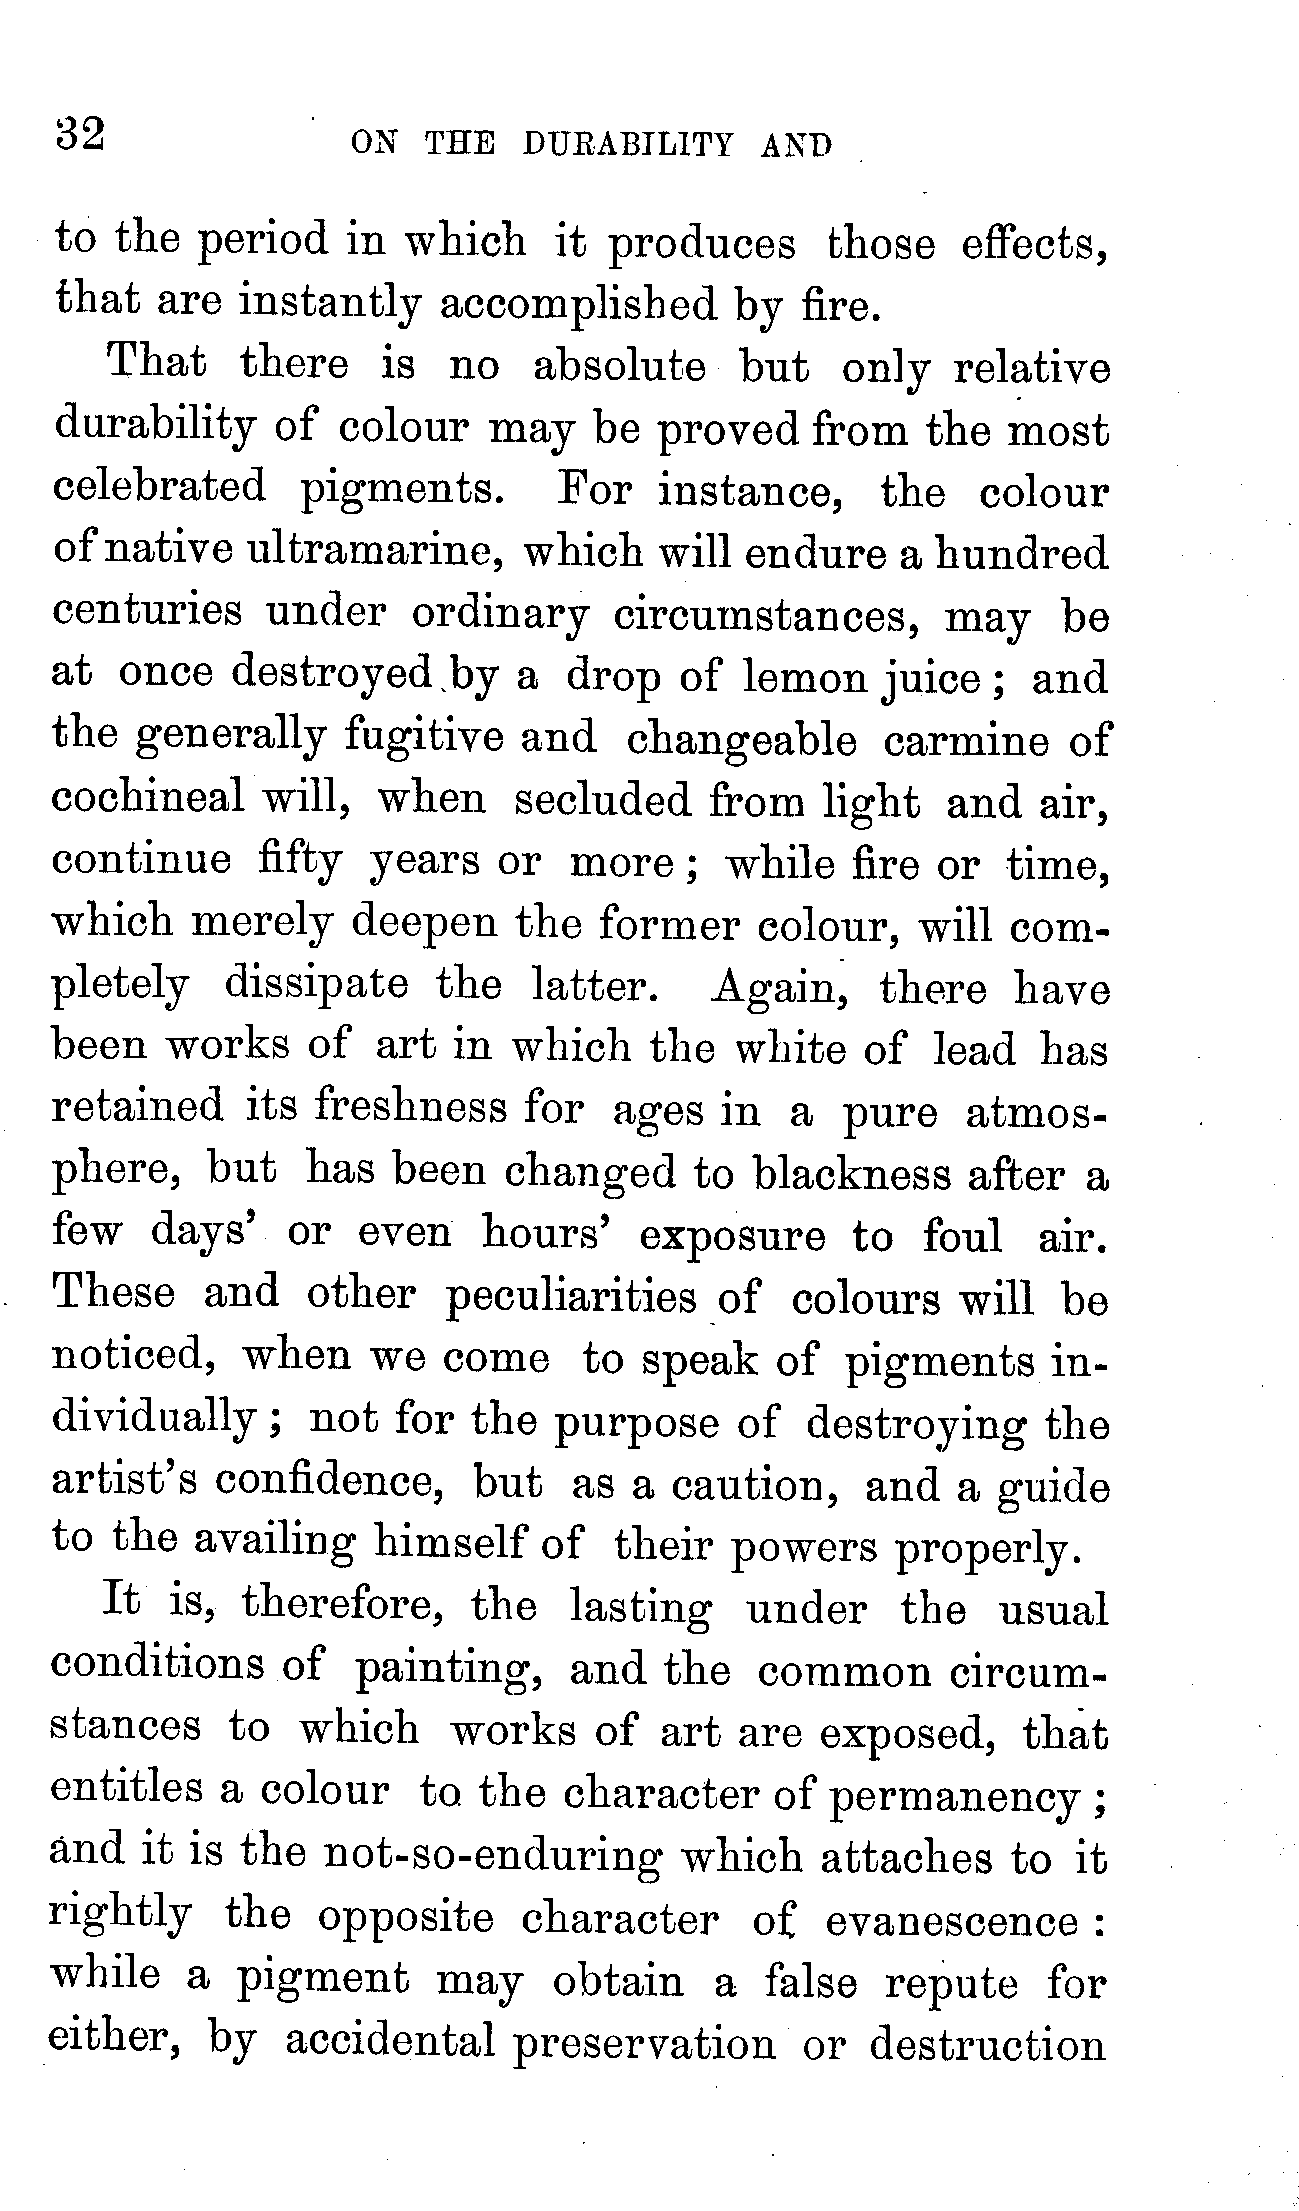 32 ON THE DURABILITY AND
to the period in which it produces those effects,
that are instantly accomplished by fire.
That there is no absolute but only relative
durability of colour may be proved from the most
celebrated pigments. For instance, the colour
of native ultramarine, which will endure a hundred
centuries under ordinary circumstances, may be
at once destroyed by a drop of lemon juice ; and
the generally fugitive and changeable carmine of
cochineal will, when secluded from light and air,
continue fifty years or more ; while fire or time,
which merely deepen the former colour, will com-
pletely dissipate the latter. Again, there have
been works of art in which the white of lead has
retained its freshness for ages in a pure atmos-
phere, but has been changed to blackness after a
few days' or even hours' exposure to foul air.
These and other peculiarities of colours will be
noticed, when we come to speak of pigments in-
dividually ; not for the purpose of destroying the
artist's confidence, but as a caution, and a guide
to the availing himself of their powers properly.
It is, therefore, the lasting under the usual
conditions of painting, and the common circum-
stances to which works of art are exposed, that
entitles a colour to the character of permanency ;
and it is the not-so-enduring which attaches to it
rightly the opposite character of evanescence :
while a pigment may obtain a false repute for
either, by accidental preservation or destruction